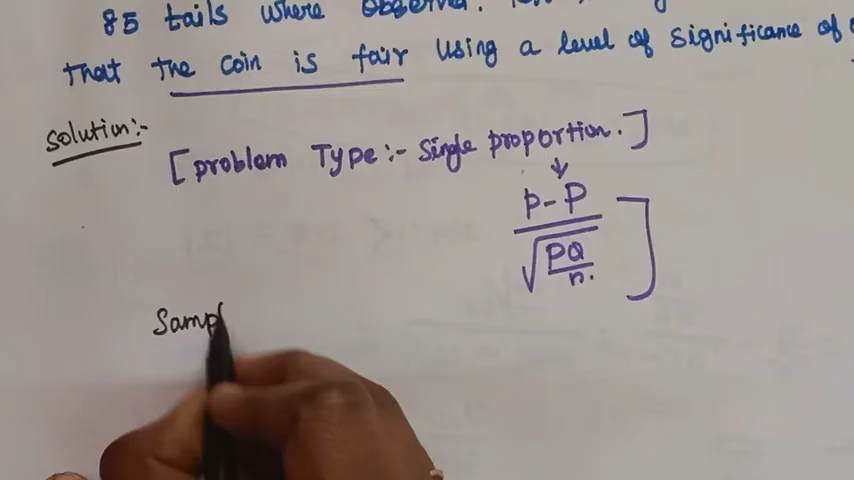 85 tails where observed.
that the coin is fair using a level of significance of
Solution:-
[problem Type:- Single proportion.]
↓
p-P
√PQ/n. ]
Samp